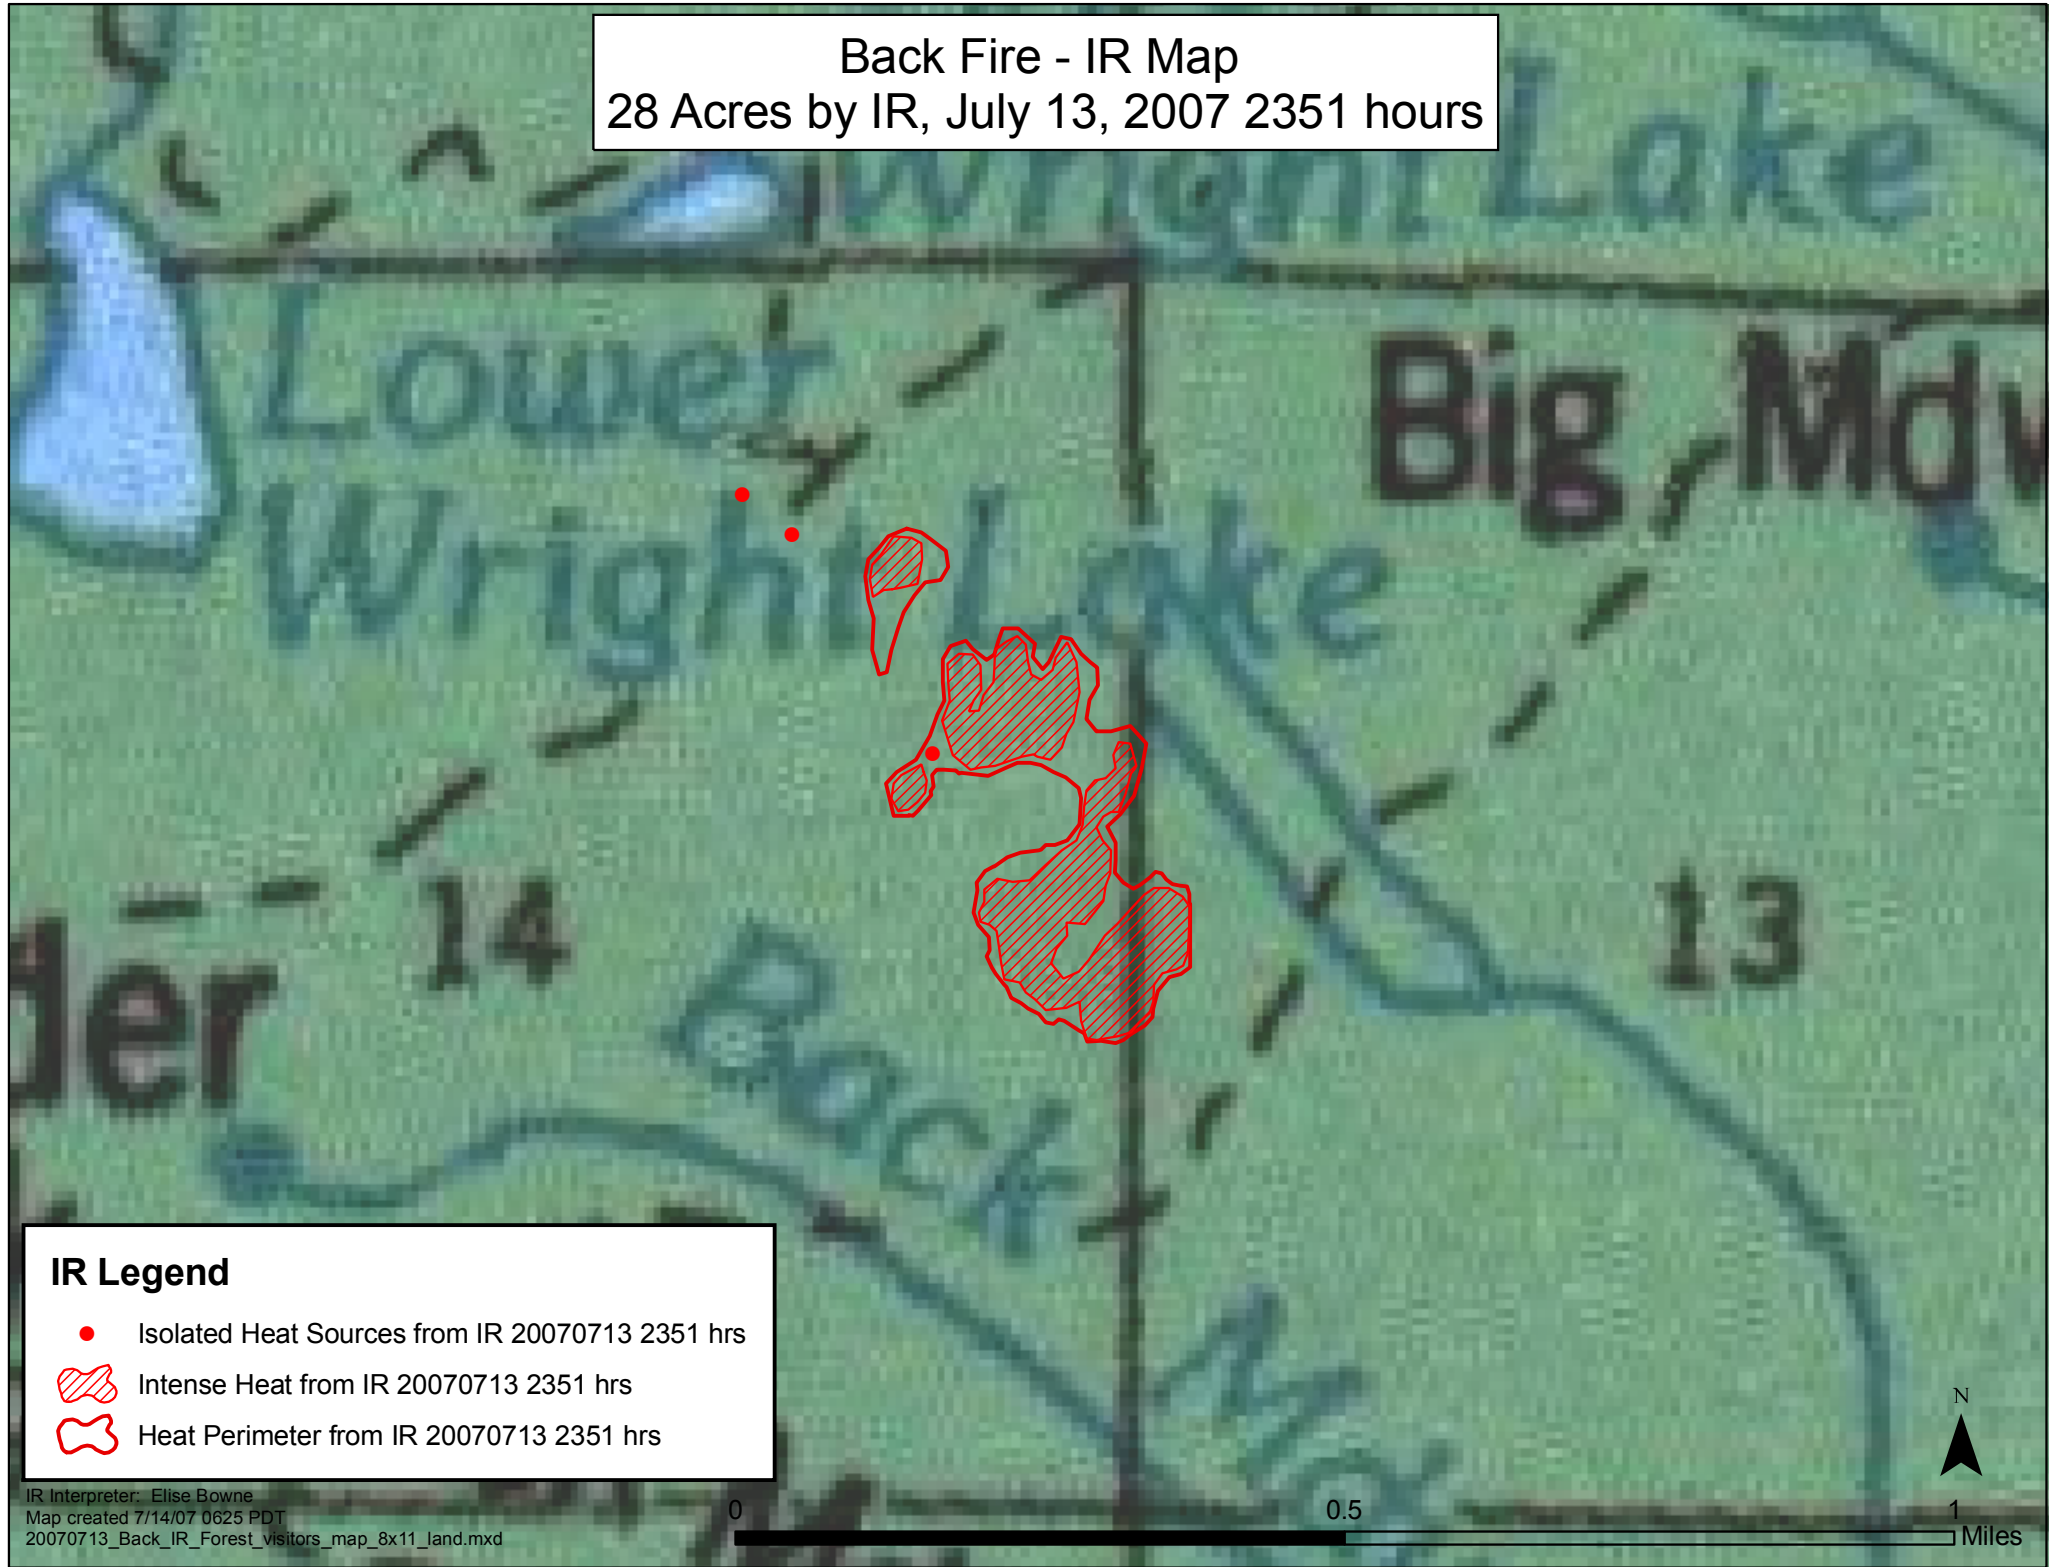 Back Fire - IR Map
28 Acres by IR, July 13, 2007 2351 hours
Wright Lake
Lower
Wright Lake
Big Mdw
14
13
der
Back
IR Legend
Isolated Heat Sources from IR 20070713 2351 hrs
Intense Heat from IR 20070713 2351 hrs
Heat Perimeter from IR 20070713 2351 hrs
IR Interpreter: Elise Bowne
Map created 7/14/07 0625 PDT
20070713_Back_IR_Forest_visitors_map_8x11_land.mxd
0 0.5 1
Miles
N